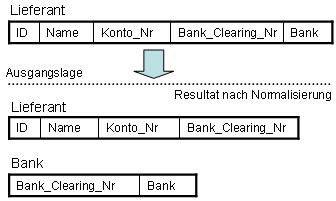 Lieferant
ID Name Konto_Nr Bank_Clearing_Nr Bank
Ausgangslage
Resultat nach Normalisierung
Lieferant
ID Name Konto_Nr Bank_Clearing_Nr
Bank
Bank_Clearing_Nr Bank